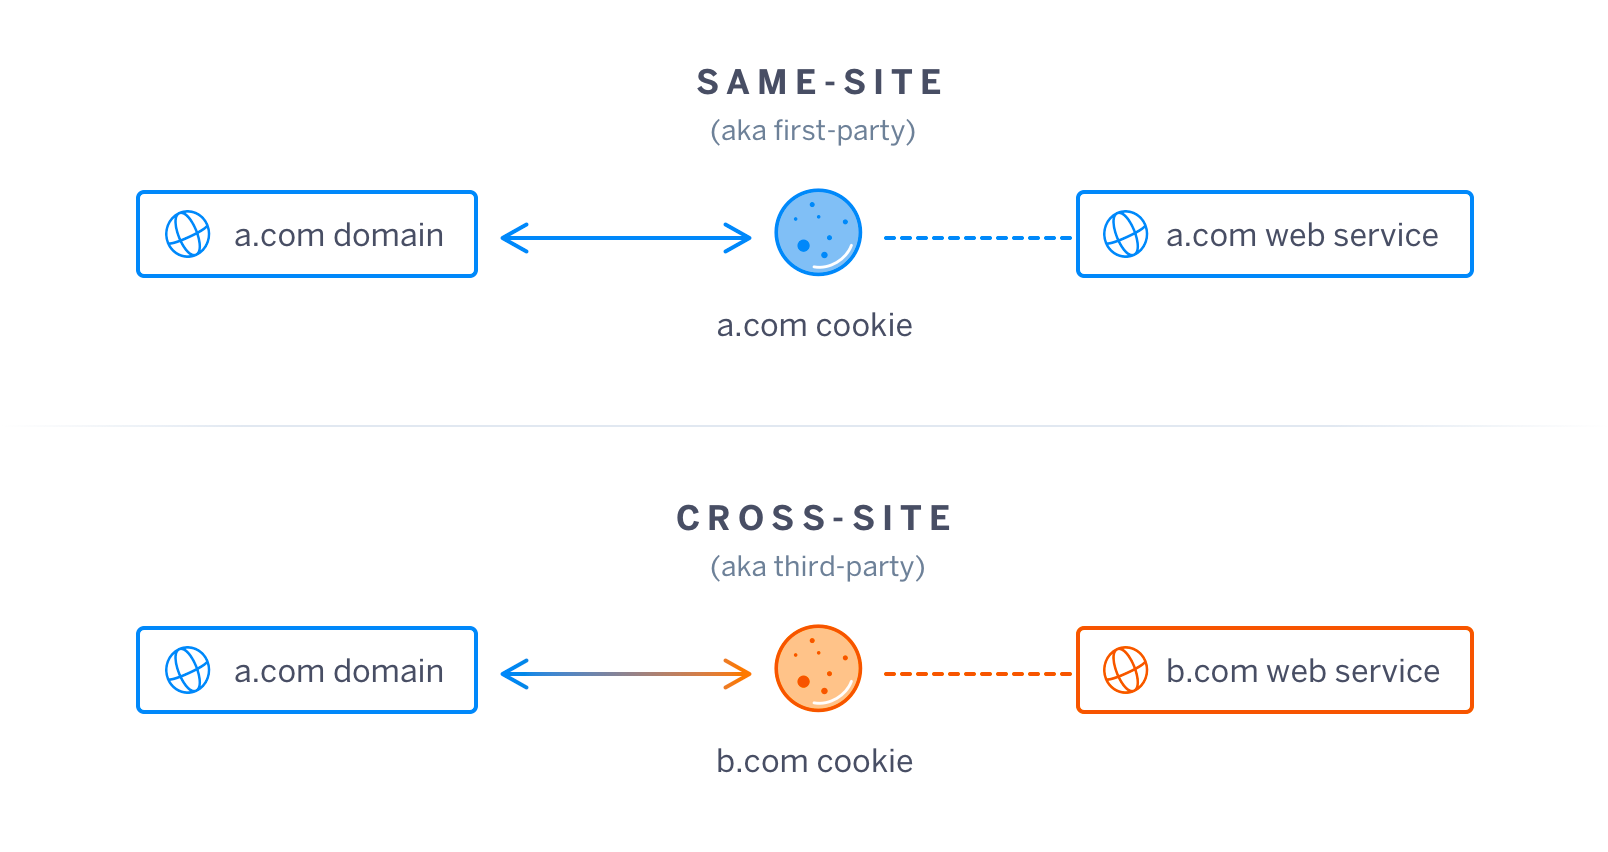 SAME-SITE
(aka first-party)
a.com domain
a.com web service
a.com cookie
CROSS-SITE
(aka third-party)
a.com domain
b.com web service
b.com cookie